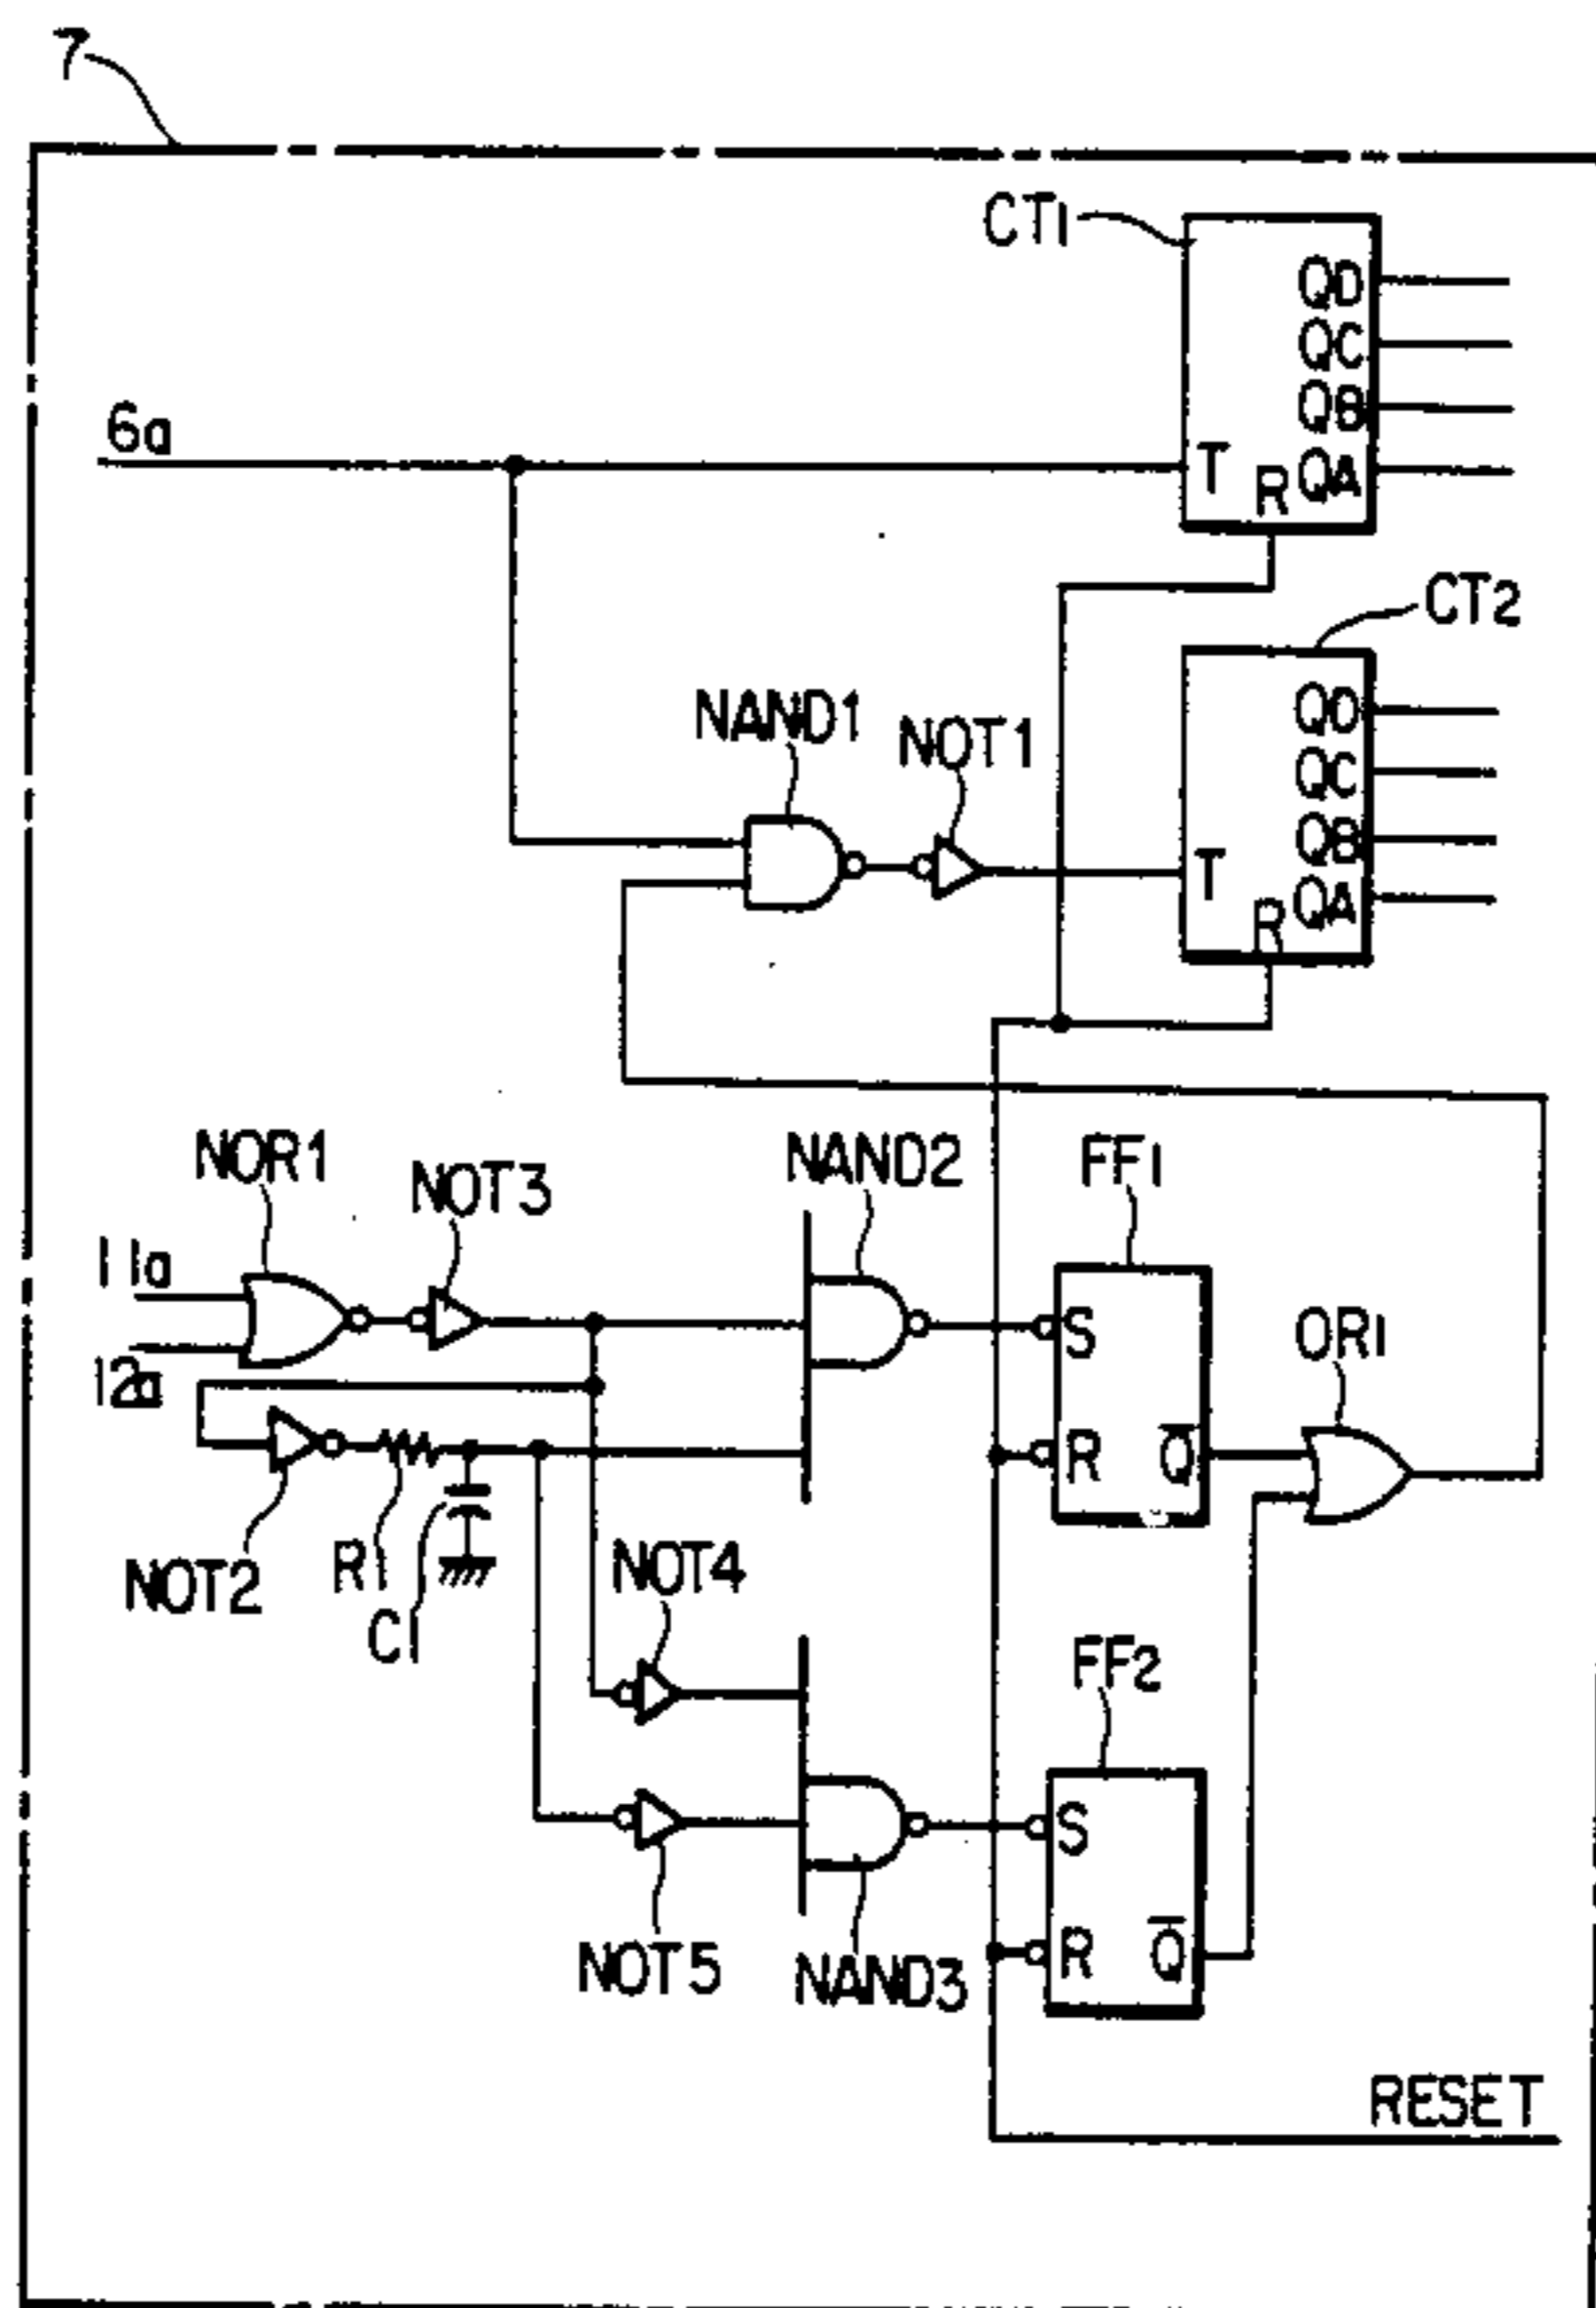 7
CT1
QD
QC
QB
QA
6a
T
R
CT2
QD
QC
QB
QA
NAND1
NOT1
T
R
NOR1
NOT3
NAND2
FF1
11a
12a
S
OR1
R
Q̅
NOT2
R1
C1
NOT4
FF2
S
R
Q̅
NOT5
NAND3
RESET